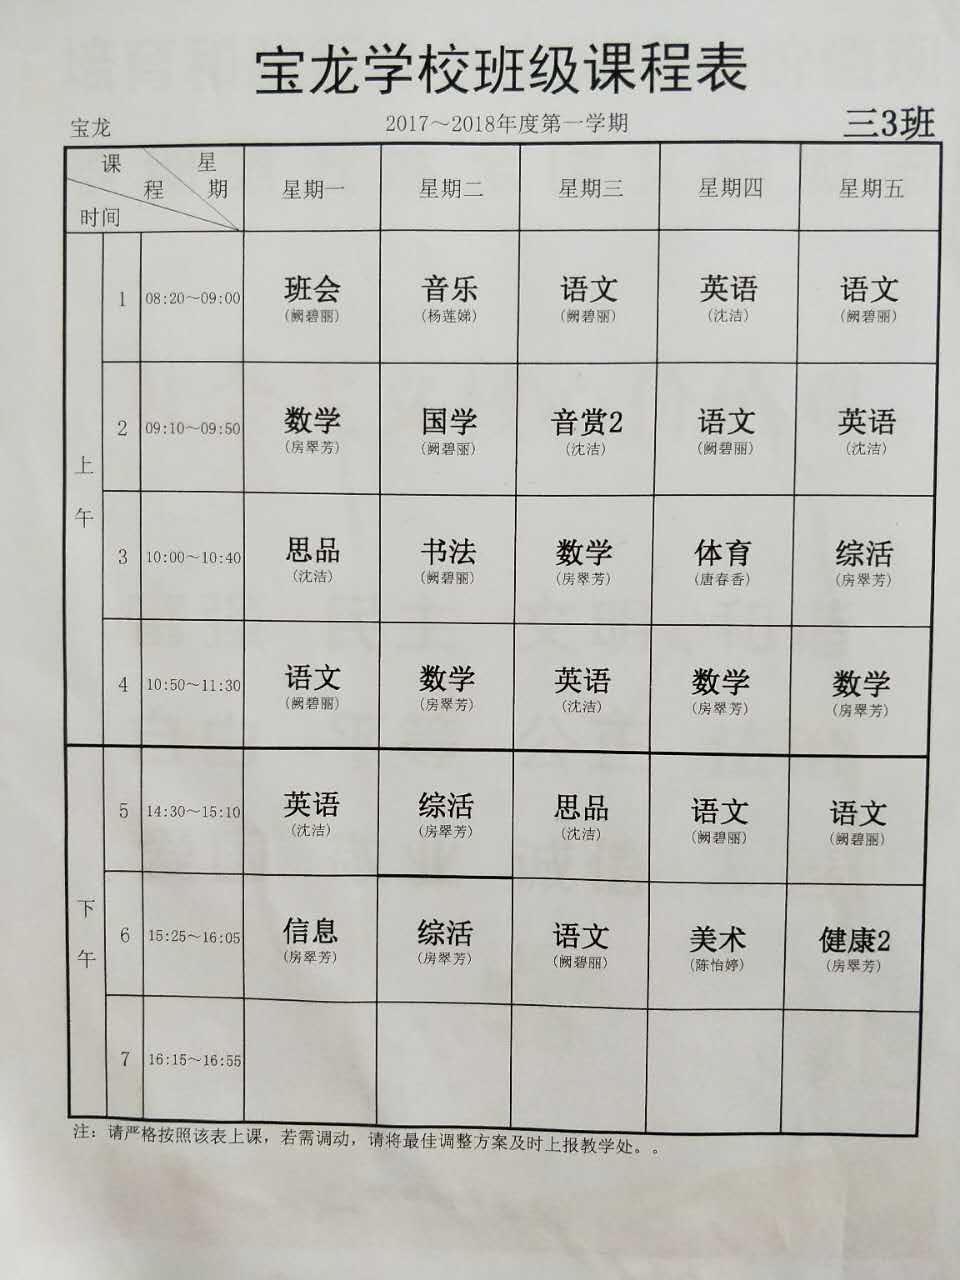 宝龙学校班级课程表
宝龙 2017～2018年度第一学期 三3班
课程 星期 时间 星期一 星期二 星期三 星期四 星期五
上午
1 08:20～09:00 班会 音乐 语文 英语 语文
(阙碧丽) (杨莲娣) (阙碧丽) (沈洁) (阙碧丽)
2 09:10～09:50 数学 国学 音赏2 语文 英语
(房翠芳) (阙碧丽) (沈洁) (阙碧丽) (沈洁)
3 10:00～10:40 思品 书法 数学 体育 综活
(沈洁) (阙碧丽) (房翠芳) (唐春香) (房翠芳)
4 10:50～11:30 语文 数学 英语 数学 数学
(阙碧丽) (房翠芳) (沈洁) (房翠芳) (房翠芳)
下午
5 14:30～15:10 英语 综活 思品 语文 语文
(沈洁) (房翠芳) (沈洁) (阙碧丽) (阙碧丽)
6 15:25～16:05 信息 综活 语文 美术 健康2
(房翠芳) (房翠芳) (阙碧丽) (陈怡婷) (房翠芳)
7 16:15～16:55
注：请严格按照该表上课，若需调动，请将最佳调整方案及时上报教学处。。